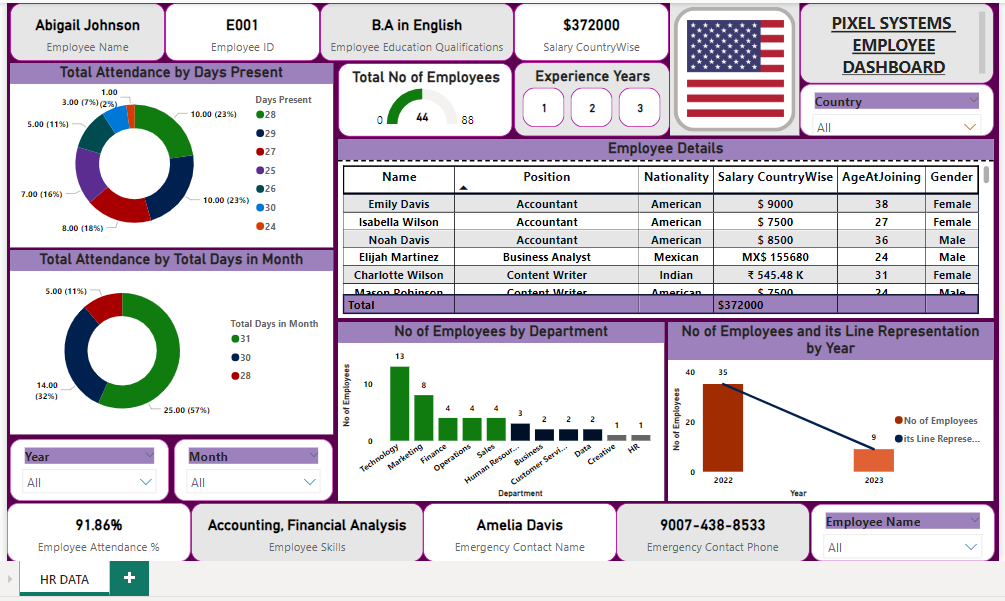 Abigail Johnson
Employee Name
E001
Employee ID
B.A in English
Employee Education Qualifications
$372000
Salary CountryWise
PIXEL SYSTEMS
EMPLOYEE
DASHBOARD
Total Attendance by Days Present
1.00
(2%)
3.00 (7%)
5.00 (11%)
7.00 (16%)
8.00 (18%)
10.00 (23%)
10.00 (23%)
Days Present
28
29
27
25
26
30
24
Total No of Employees
0
44
88
Experience Years
1
2
3
Country
All
Employee Details
Name Position Nationality Salary CountryWise AgeAtJoining Gender
Emily Davis Accountant American $ 9000 38 Female
Isabella Wilson Accountant American $ 7500 27 Female
Noah Davis Accountant American $ 8500 36 Male
Elijah Martinez Business Analyst Mexican MX$ 155680 24 Male
Charlotte Wilson Content Writer Indian ₹ 545.48 K 31 Female
Mason Robinson Content Writer American $ 7500 24 Male
Total $372000
Total Attendance by Total Days in Month
5.00 (11%)
14.00
(32%)
25.00 (57%)
Total Days in Month
31
30
28
Year
All
Month
All
No of Employees by Department
No of Employees
10
0
13
8
4
4
4
3
2
2
2
1
1
Technology
Marketing
Finance
Operations
Sales
Human Resour...
Business
Customer Servi...
Data
Creative
HR
Department
No of Employees and its Line Representation
by Year
No of Employees
40
20
0
35
9
2022
2023
Year
No of Employees
its Line Represe...
91.86%
Employee Attendance %
Accounting, Financial Analysis
Employee Skills
Amelia Davis
Emergency Contact Name
9007-438-8533
Emergency Contact Phone
Employee Name
All
HR DATA
+